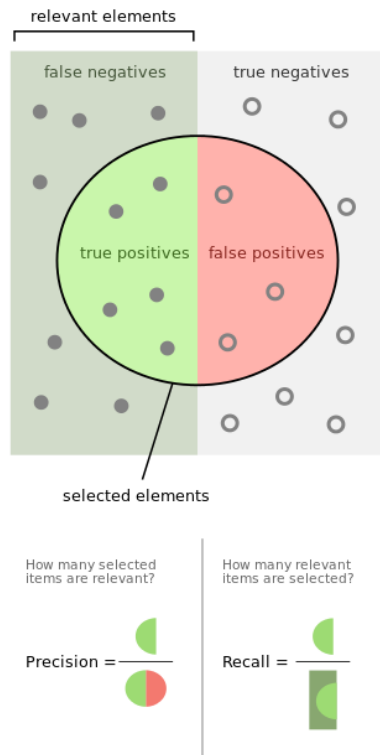 relevant elements
false negatives
true negatives
true positives
false positives
selected elements
How many selected
items are relevant?
How many relevant
items are selected?
Precision =
Recall =